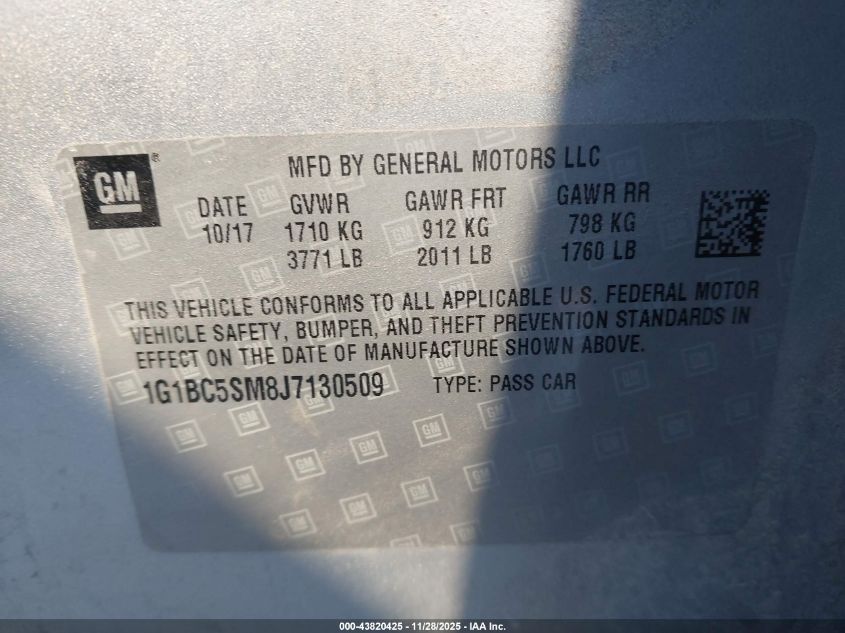 GM®
MFD BY GENERAL MOTORS LLC
DATE GVWR GAWR FRT GAWR RR
10/17 1710 KG 912 KG 798 KG
3771 LB 2011 LB 1760 LB
THIS VEHICLE CONFORMS TO ALL APPLICABLE U.S. FEDERAL MOTOR
VEHICLE SAFETY, BUMPER, AND THEFT PREVENTION STANDARDS IN
EFFECT ON THE DATE OF MANUFACTURE SHOWN ABOVE.
1G1BC5SM8J7130509 TYPE: PASS CAR
000-43820425 - 11/28/2025 - IAA Inc.